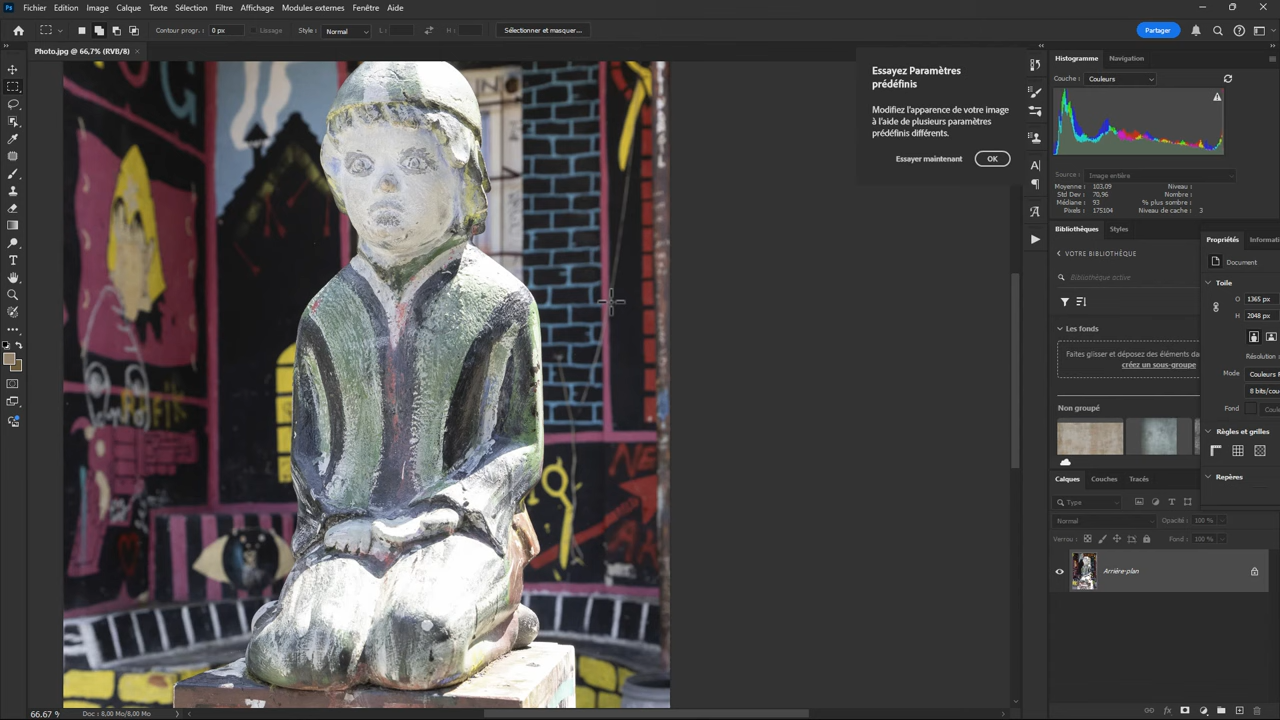 Ps Fichier Edition Image Calque Texte Sélection Filtre Affichage Modules externes Fenêtre Aide
Contour progr. : 0 px Lissage Style : Normal L : H : Sélectionner et masquer... Partager
Photo.jpg @ 66,7% (RVB/8)
Essayez Paramètres
prédéfinis
Modifiez l'apparence de votre image
à l'aide de plusieurs paramètres
prédéfinis différents.
Essayer maintenant OK
Histogramme Navigation
Couche : Couleurs
Source : Image entière
Moyenne : 103,09 Niveau :
Std Dev : 70,96 Nombre :
Médiane : 93 % plus sombre :
Pixels : 175104 Niveau de cache : 3
Bibliothèques Styles
VOTRE BIBLIOTHÈQUE
Bibliothèque active
Les fonds
Faites glisser et déposez des éléments da
créez un sous-groupe
Non groupé
Propriétés Informati
Document
Toile
O 1365 px
H 2048 px
Résolution :
Mode Couleurs R
8 bits/cou
Fond Coule
Règles et grilles
Repères
Calques Couches Tracés
Type
Normal Opacité : 100 %
Verrou : Fond : 100 %
Arrière-plan
NE
66,67 % Doc : 8,00 Mo/8,00 Mo